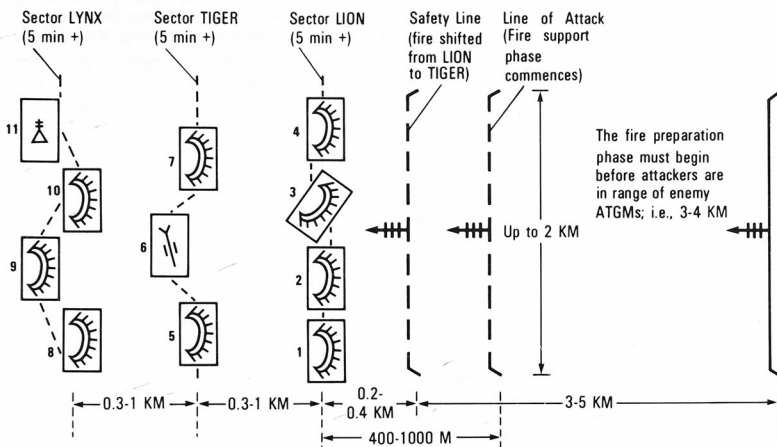 Sector LYNX
(5 min +)
Sector TIGER
(5 min +)
Sector LION
(5 min +)
Safety Line
(fire shifted
from LION
to TIGER)
Line of Attack
(Fire support
phase
commences)
11
10
9
8
7
6
5
4
3
2
1
Up to 2 KM
The fire preparation
phase must begin
before attackers are
in range of enemy
ATGMs; i.e., 3-4 KM
0.3-1 KM
0.3-1 KM
0.2-
0.4 KM
3-5 KM
400-1000 M